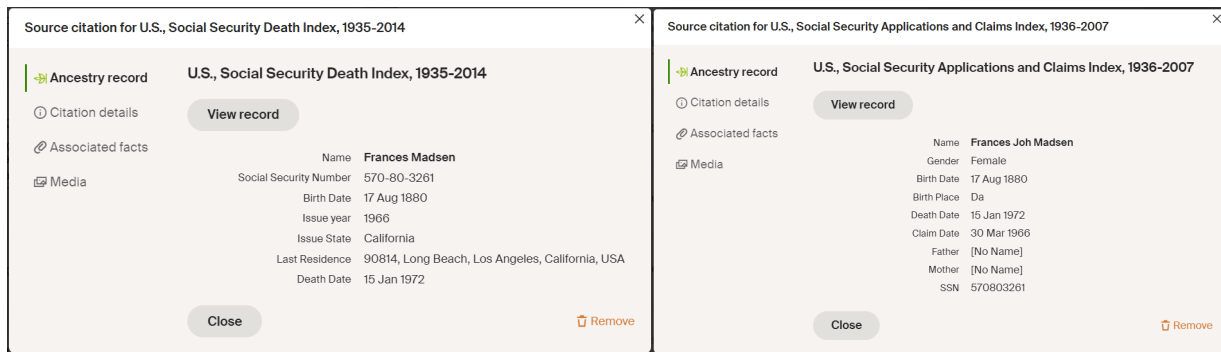 Source citation for U.S., Social Security Death Index, 1935-2014
Ancestry record
Citation details
Associated facts
Media
U.S., Social Security Death Index, 1935-2014
View record
Name Frances Madsen
Social Security Number 570-80-3261
Birth Date 17 Aug 1880
Issue year 1966
Issue State California
Last Residence 90814, Long Beach, Los Angeles, California, USA
Death Date 15 Jan 1972
Close
Remove
Source citation for U.S., Social Security Applications and Claims Index, 1936-2007
Ancestry record
Citation details
Associated facts
Media
U.S., Social Security Applications and Claims Index, 1936-2007
View record
Name Frances Joh Madsen
Gender Female
Birth Date 17 Aug 1880
Birth Place Da
Death Date 15 Jan 1972
Claim Date 30 Mar 1966
Father [No Name]
Mother [No Name]
SSN 570803261
Close
Remove